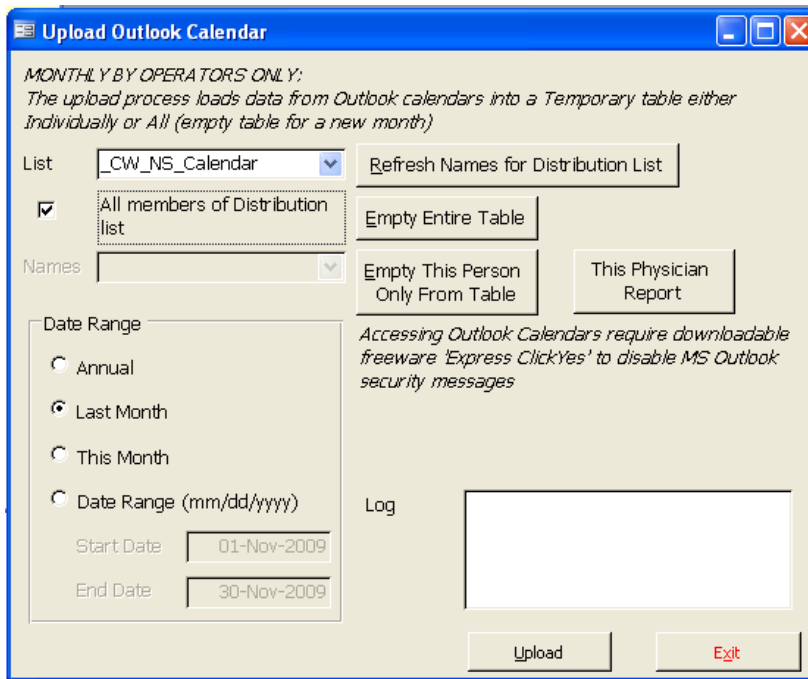 Upload Outlook Calendar
MONTHLY BY OPERATORS ONLY:
The upload process loads data from Outlook calendars into a Temporary table either
Individually or All (empty table for a new month)
List
_CW_NS_Calendar
Refresh Names for Distribution List
All members of Distribution
list
Empty Entire Table
Names
Empty This Person
Only From Table
This Physician
Report
Date Range
Annual
Last Month
This Month
Date Range (mm/dd/yyyy)
Start Date
01-Nov-2009
End Date
30-Nov-2009
Accessing Outlook Calendars require downloadable
freeware 'Express ClickYes' to disable MS Outlook
security messages
Log
Upload
Exit